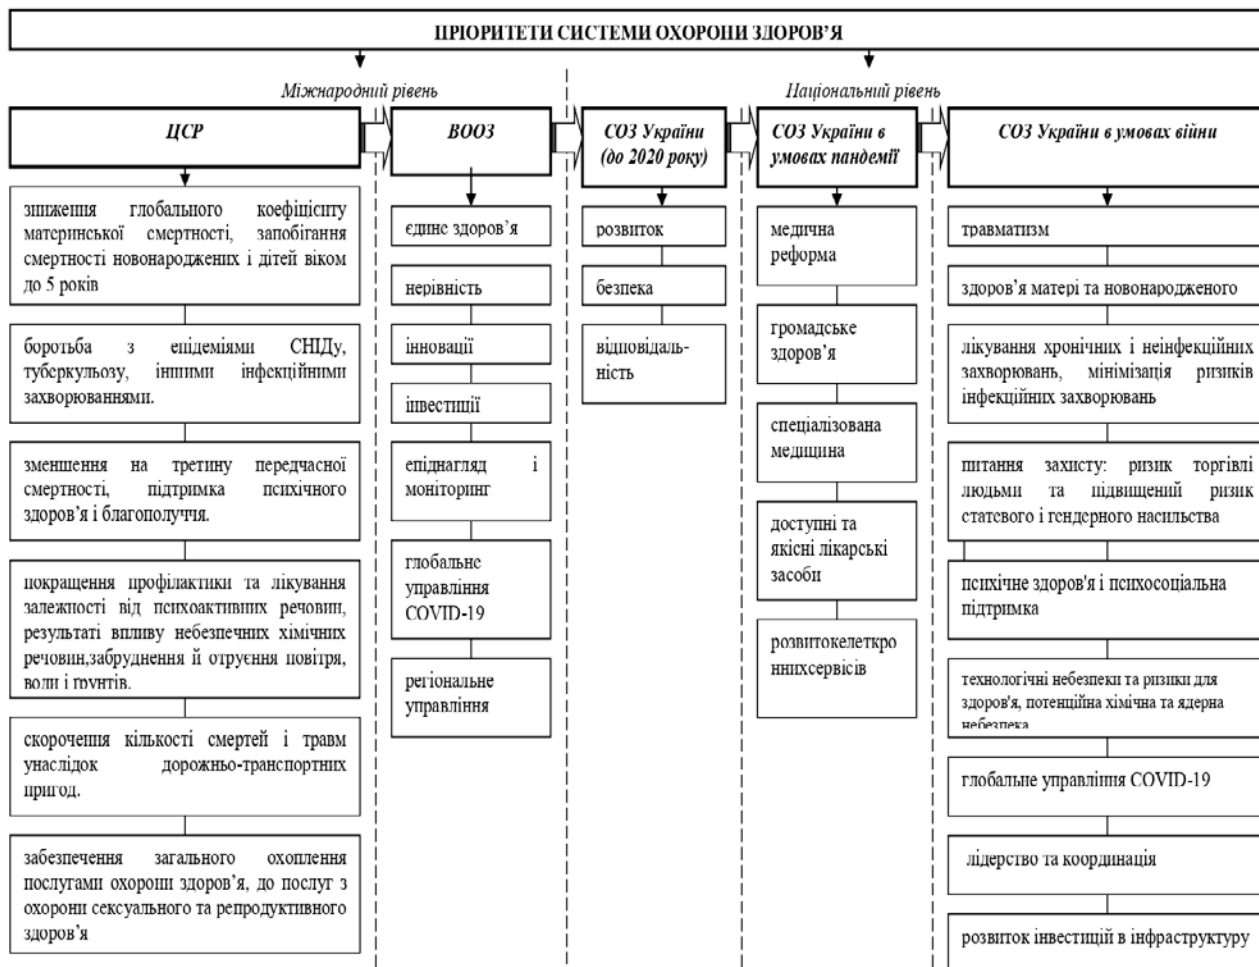 ПРІОРИТЕТИ СИСТЕМИ ОХОРОНИ ЗДОРОВ’Я
Міжнародний рівень
Національний рівень
ЦСР
зниження глобального коефіцієнту
материнської смертності, запобігання
смертності новонароджених і дітей віком
до 5 років
боротьба з епідеміями СНІДу,
туберкульозу, іншими інфекційними
захворюваннями.
зменшення на третину передчасної
смертності, підтримка психічного
здоров’я і благополуччя.
покращення профілактики та лікування
залежності від психоактивних речовин,
результаті впливу небезпечних хімічних
речовин,забруднення й отруєння повітря,
води і ґрунтів.
скорочення кількості смертей і травм
унаслідок дорожньо-транспортних
пригод.
забезпечення загального охоплення
послугами охорони здоров’я, до послуг з
охорони сексуального та репродуктивного
здоров’я
ВООЗ
єдине здоров’я
нерівність
інновації
інвестиції
епіднагляд і
моніторинг
глобальне
управління
COVID-19
регіональне
управління
СОЗ України
(до 2020 року)
розвиток
безпека
відповідаль-
ність
СОЗ України в
умовах пандемії
медична
реформа
громадське
здоров’я
спеціалізована
медицина
доступні та
якісні лікарські
засоби
розвитокелеткро
ннихсервісів
СОЗ України в умовах війни
травматизм
здоров’я матері та новонародженого
лікування хронічних і неінфекційних
захворювань, мінімізація ризиків
інфекційних захворювань
питання захисту: ризик торгівлі
людьми та підвищений ризик
статевого і гендерного насильства
психічне здоров'я і психосоціальна
підтримка
технологічні небезпеки та ризики для
здоров'я, потенційна хімічна та ядерна
небезпека
глобальне управління COVID-19
лідерство та координація
розвиток інвестицій в інфраструктуру